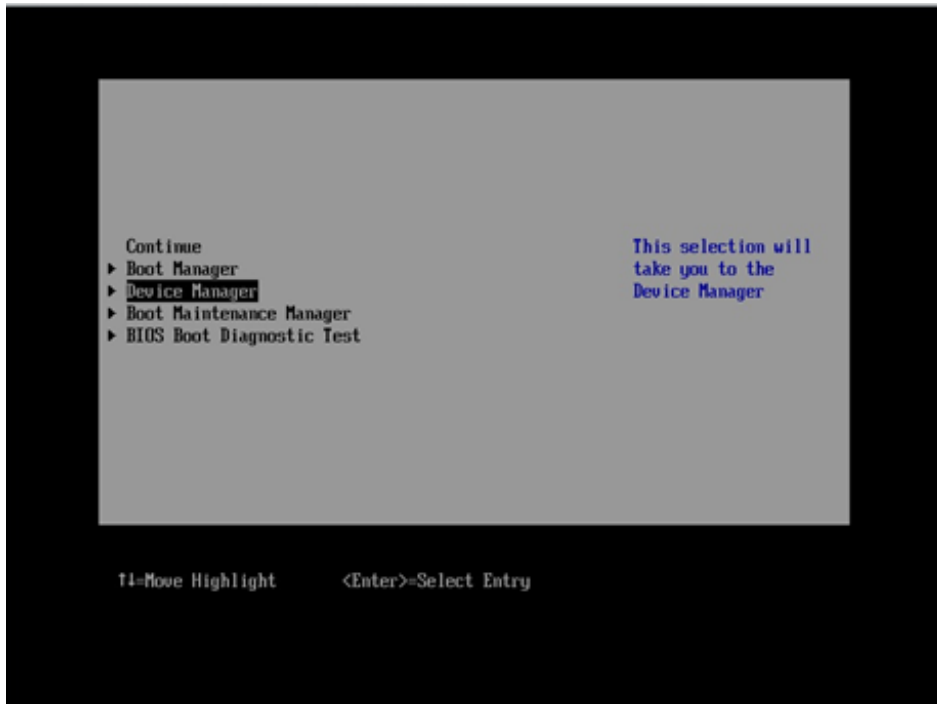 Continue
▶ Boot Manager
▶ Device Manager
▶ Boot Maintenance Manager
▶ BIOS Boot Diagnostic Test
This selection will
take you to the
Device Manager
↑↓=Move Highlight <Enter>=Select Entry